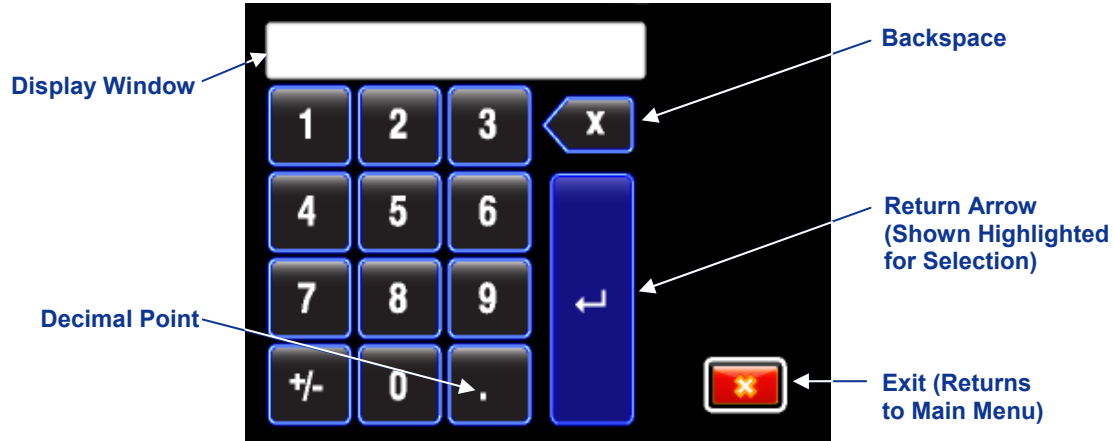 Backspace
Display Window
1 2 3 X
4 5 6
Return Arrow
(Shown Highlighted
for Selection)
7 8 9
Decimal Point
+/- 0 .
Exit (Returns
to Main Menu)